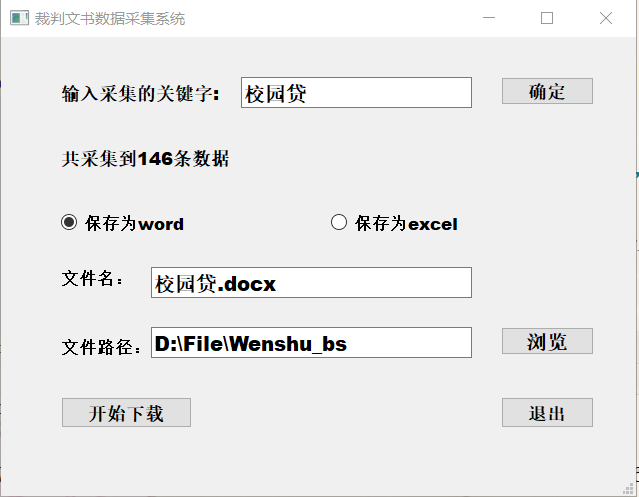 裁判文书数据采集系统
输入采集的关键字: 校园贷 确定
共采集到146条数据
保存为word 保存为excel
文件名: 校园贷.docx
文件路径: D:\File\Wenshu_bs 浏览
开始下载 退出